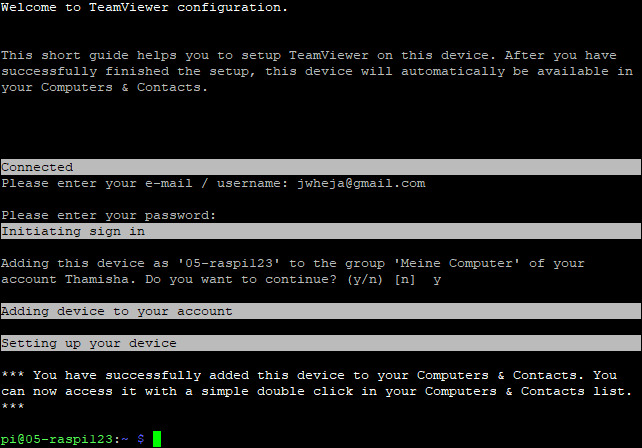 Welcome to TeamViewer configuration.
This short guide helps you to setup TeamViewer on this device. After you have
successfully finished the setup, this device will automatically be available in
your Computers & Contacts.
Connected
Please enter your e-mail / username: jwheja@gmail.com
Please enter your password:
Initiating sign in
Adding this device as '05-raspi123' to the group 'Meine Computer' of your
account Thamisha. Do you want to continue? (y/n) [n]  y
Adding device to your account
Setting up your device
*** You have successfully added this device to your Computers & Contacts. You
can now access it with a simple double click in your Computers & Contacts list.
***
pi@05-raspi123:~ $